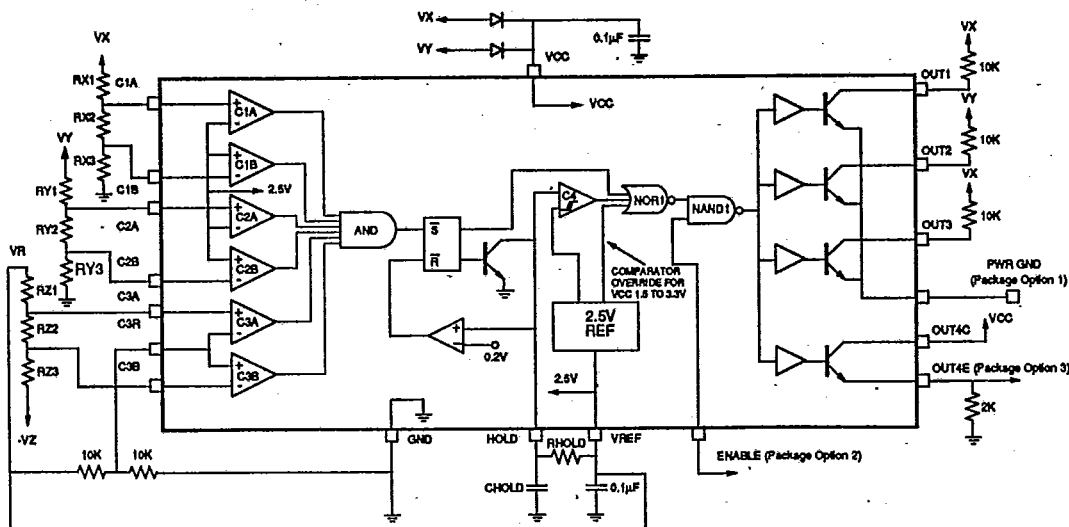 VX
VY
0.1µF
VCC
VCC
VX
RX1
RX2
RX3
C1A
C1B
VY
RY1
RY2
RY3
C2A
C2B
VR
RZ1
RZ2
RZ3
C3A
C3R
C3B
-VZ
10K
10K
+
-
C1A
+
-
C1B
2.5V
+
-
C2A
+
-
C2B
+
-
C3A
+
-
C3B
AND
S
R
+
-
0.2V
C4
NOR1
NAND1
COMPARATOR
OVERRIDE FOR
VCC 1.5 TO 3.3V
2.5V
REF
2.5V
GND
HOLD
RHOLD
VREF
CHOLD
0.1µF
ENABLE (Package Option 2)
VX
OUT1
10K
VY
OUT2
10K
VX
OUT3
10K
PWR GND
(Package Option 1)
OUT4C
VCC
OUT4E (Package Option 3)
2K